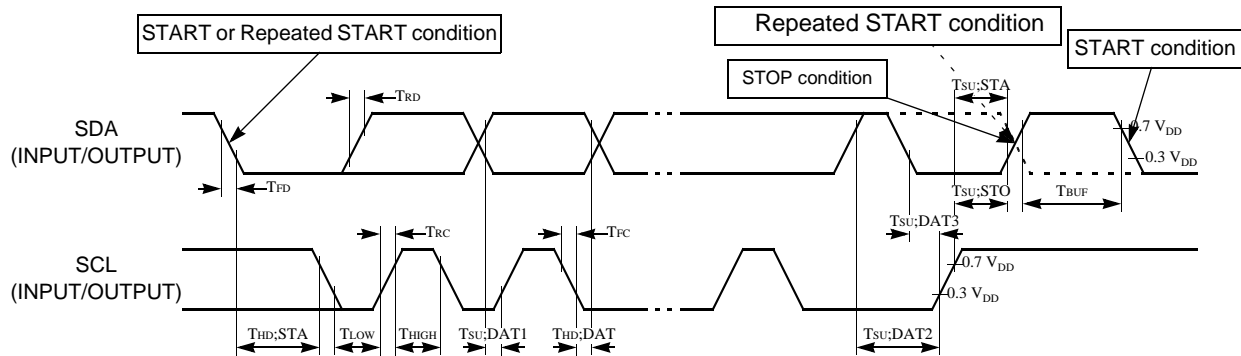 START or Repeated START condition
Repeated START condition
START condition
STOP condition
TSU;STA
TRD
SDA
(INPUT/OUTPUT)
0.7 VDD
0.3 VDD
TFD
TSU;STO
TBUF
TSU;DAT3
TRC
TFC
SCL
(INPUT/OUTPUT)
0.7 VDD
0.3 VDD
THD;STA
TLOW
THIGH
TSU;DAT1
THD;DAT
TSU;DAT2